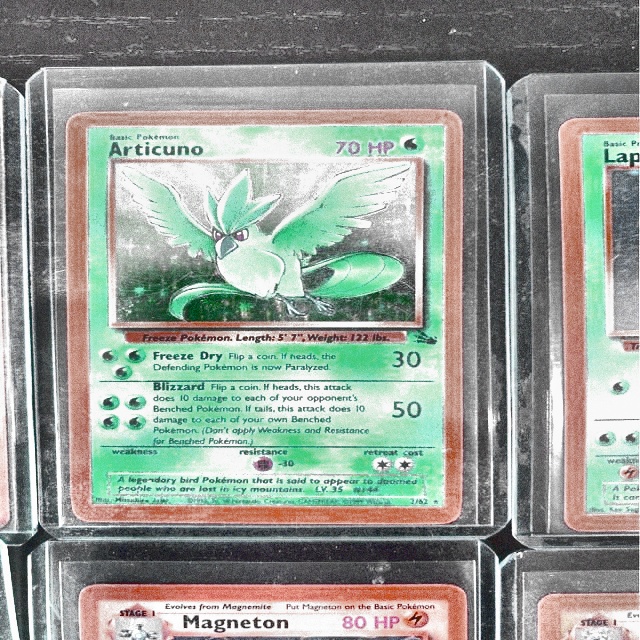 Basic Pokémon
Articuno 70 HP
Freeze Pokémon. Length: 5' 7", Weight: 122 lbs.
Freeze Dry Flip a coin. If heads, the 30
Defending Pokémon is now Paralyzed.
Blizzard Flip a coin. If heads, this attack
does 10 damage to each of your opponent's
Benched Pokémon. If tails, this attack does 10 50
damage to each of your own Benched
Pokémon. (Don't apply Weakness and Resistance
for Benched Pokémon.)
weakness resistance retreat cost
-30
A legendary bird Pokémon that is said to appear to doomed
people who are lost in icy mountains. LV. 35 #144
2/62
Basic
Lap
STAGE 1 Evolves from Magnemite Put Magneton on the Basic Pokémon
Magneton 80 HP
STAGE 1